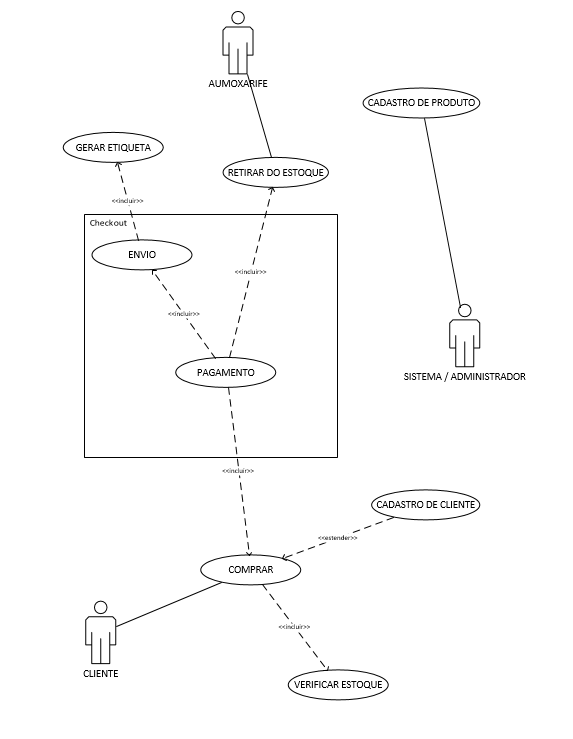 AUMOXARIFE
CADASTRO DE PRODUTO
GERAR ETIQUETA
RETIRAR DO ESTOQUE
<<incluir>>
Checkout
ENVIO
<<incluir>>
<<incluir>>
PAGAMENTO
SISTEMA / ADMINISTRADOR
<<incluir>>
CADASTRO DE CLIENTE
<<estender>>
COMPRAR
<<incluir>>
CLIENTE
VERIFICAR ESTOQUE